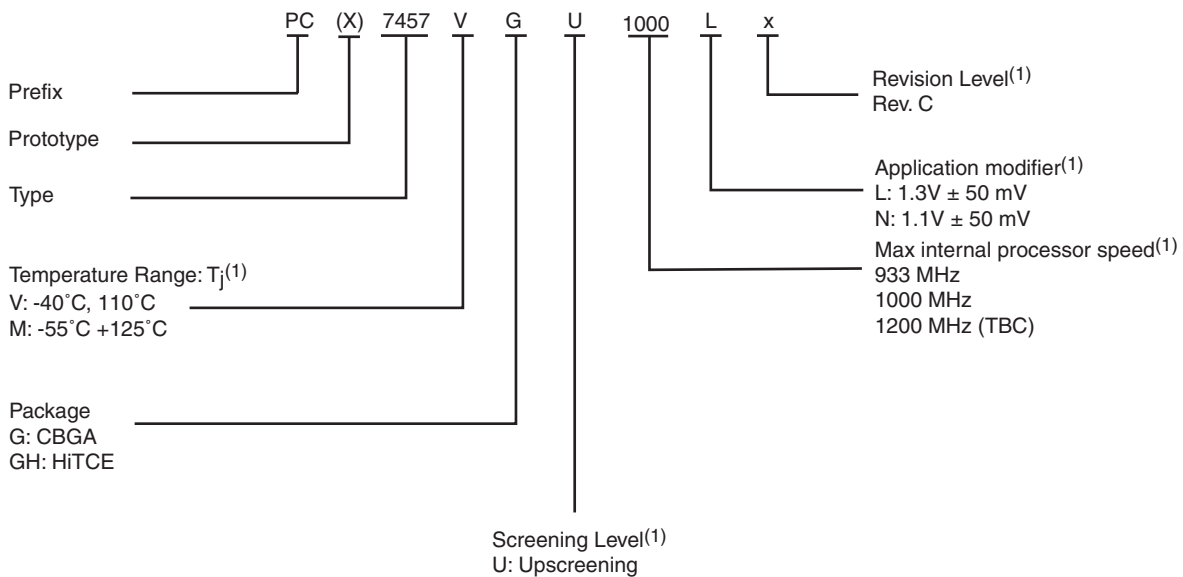 PC (X) 7457 V G U 1000 L x
Prefix
Prototype
Type
Temperature Range: Tj(1)
V: -40˚C, 110˚C
M: -55˚C +125˚C
Package
G: CBGA
GH: HiTCE
Screening Level(1)
U: Upscreening
Revision Level(1)
Rev. C
Application modifier(1)
L: 1.3V ± 50 mV
N: 1.1V ± 50 mV
Max internal processor speed(1)
933 MHz
1000 MHz
1200 MHz (TBC)